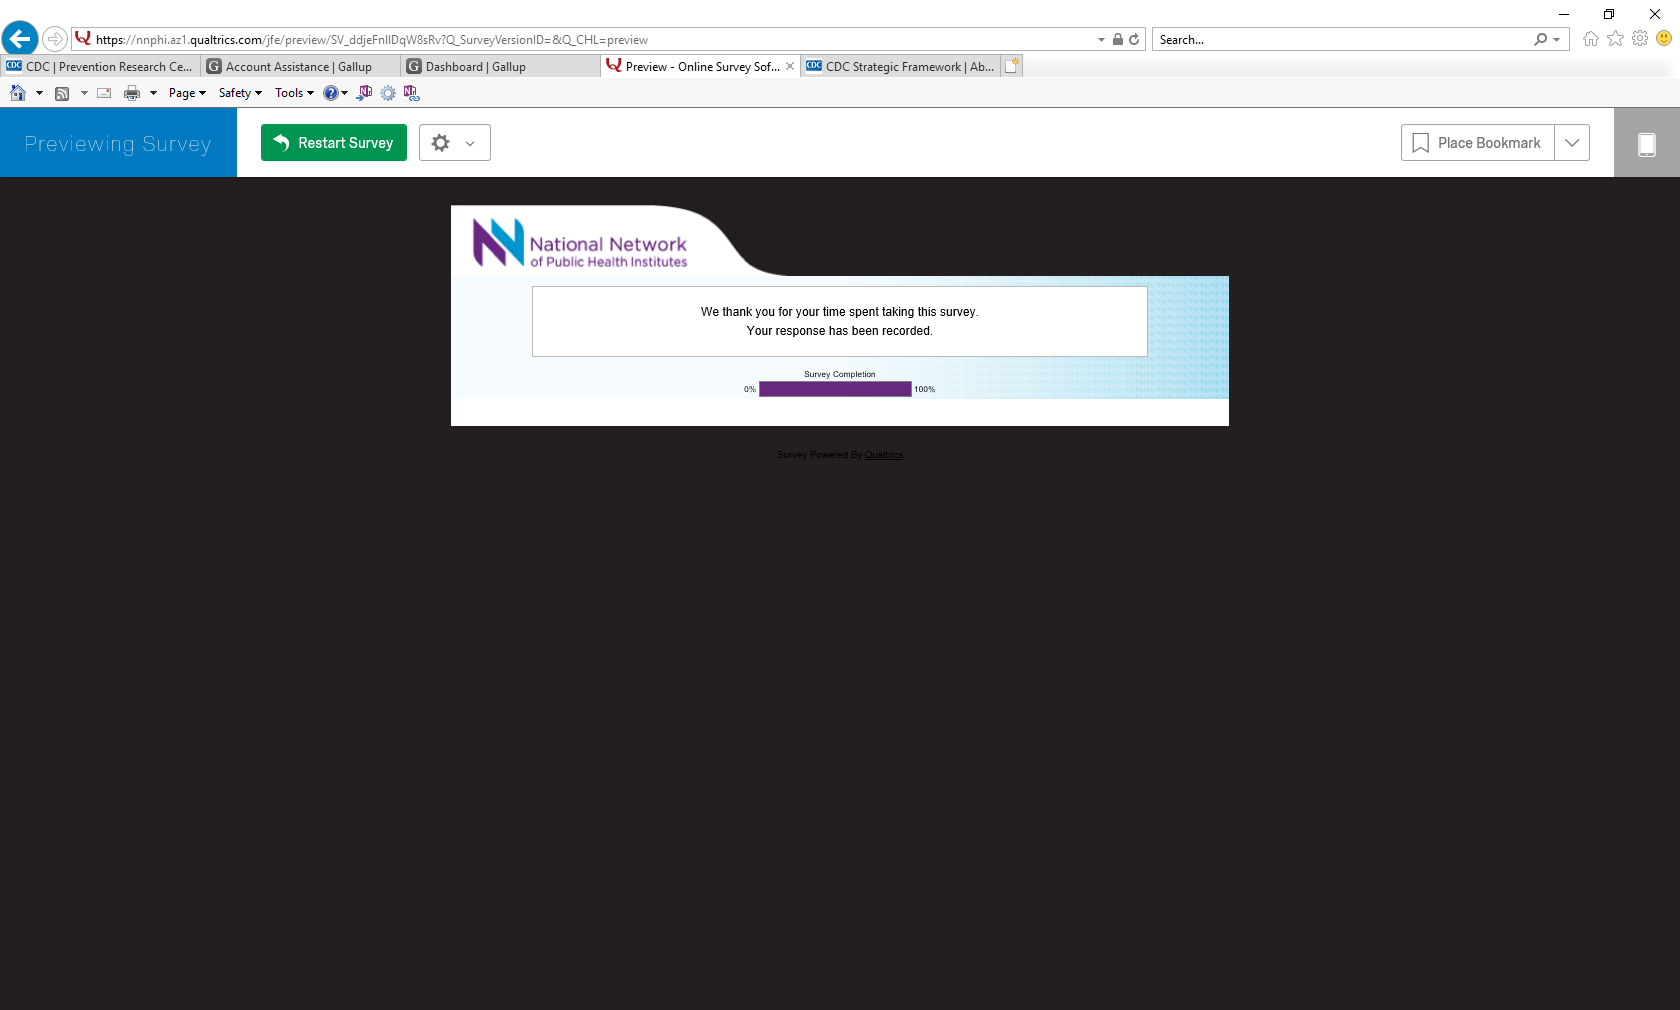 https://nnphi.az1.qualtrics.com/jfe/preview/SV_ddjeFnIIDqW8sRv?Q_SurveyVersionID=&Q_CHL=preview
Search...
CDC | Prevention Research Ce...
Account Assistance | Gallup
Dashboard | Gallup
Preview - Online Survey Sof...
CDC Strategic Framework | Ab...
Page
Safety
Tools
Previewing Survey
Restart Survey
Place Bookmark
National Network
of Public Health Institutes
We thank you for your time spent taking this survey.
Your response has been recorded.
Survey Completion
0%
100%
Survey Powered By Qualtrics